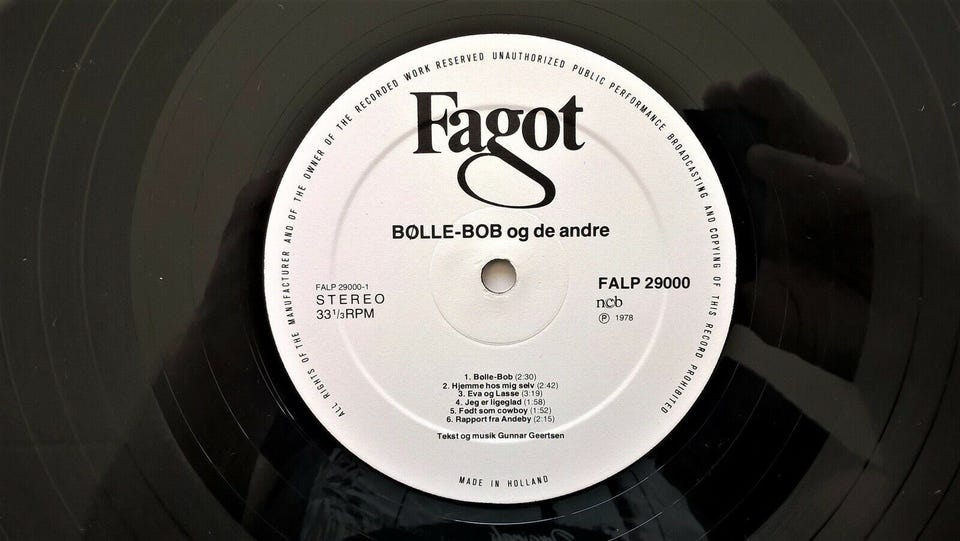 ALL RIGHTS OF THE MANUFACTURER AND OF THE OWNER OF THE RECORDED WORK RESERVED UNAUTHORIZED PUBLIC PERFORMANCE BROADCASTING AND COPYING OF THIS RECORD PROHIBITED
Fagot
BØLLE-BOB og de andre
FALP 29000-1
STEREO
33 1/3 RPM
FALP 29000
ncb
Ⓟ 1978
1. Bølle-Bob (2:30)
2. Hjemme hos mig selv (2:42)
3. Eva og Lasse (3:19)
4. Jeg er ligeglad (1:58)
5. Født som cowboy (1:52)
6. Rapport fra Andeby (2:15)
Tekst og musik Gunnar Geertsen
MADE IN HOLLAND